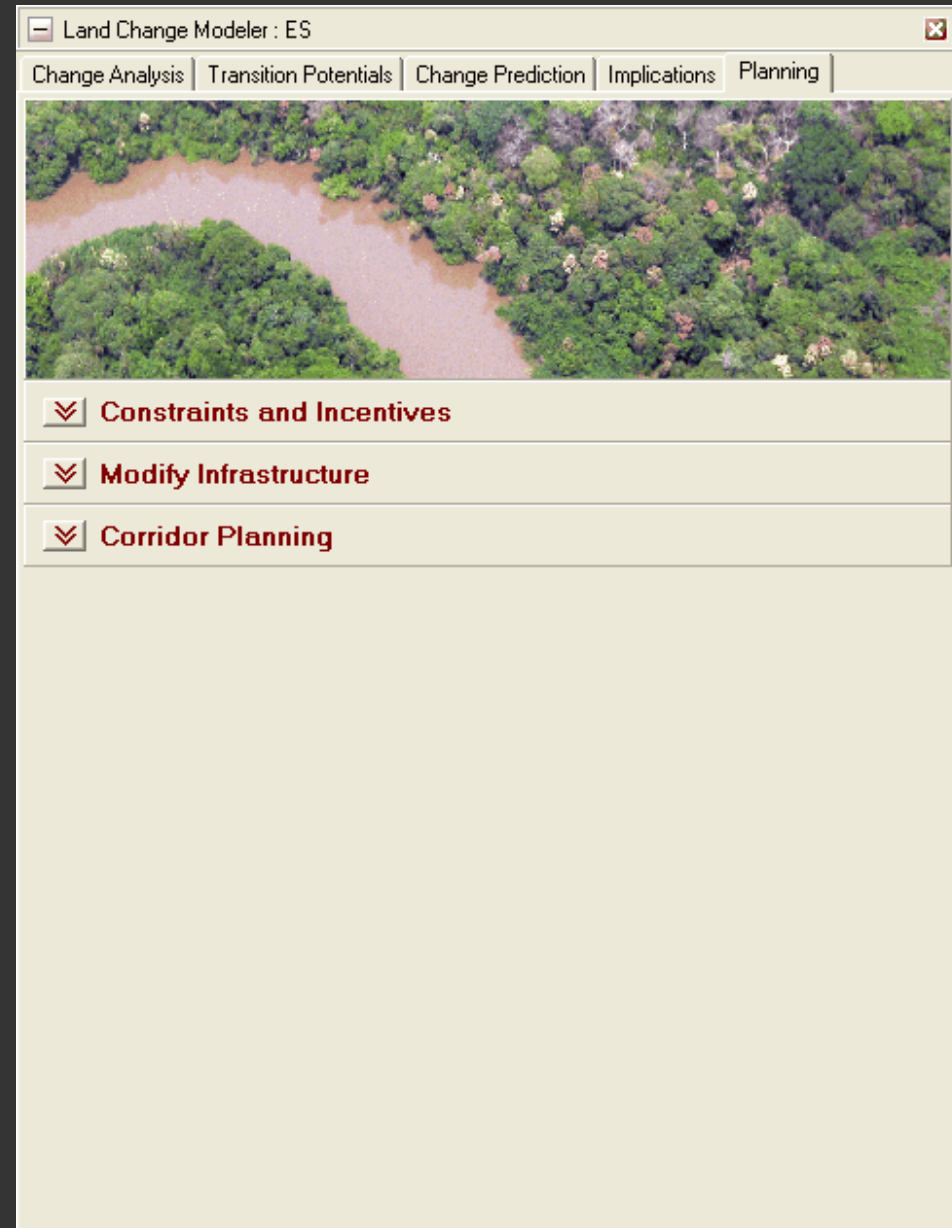 Land Change Modeler : ES
Change Analysis Transition Potentials Change Prediction Implications Planning
Constraints and Incentives
Modify Infrastructure
Corridor Planning